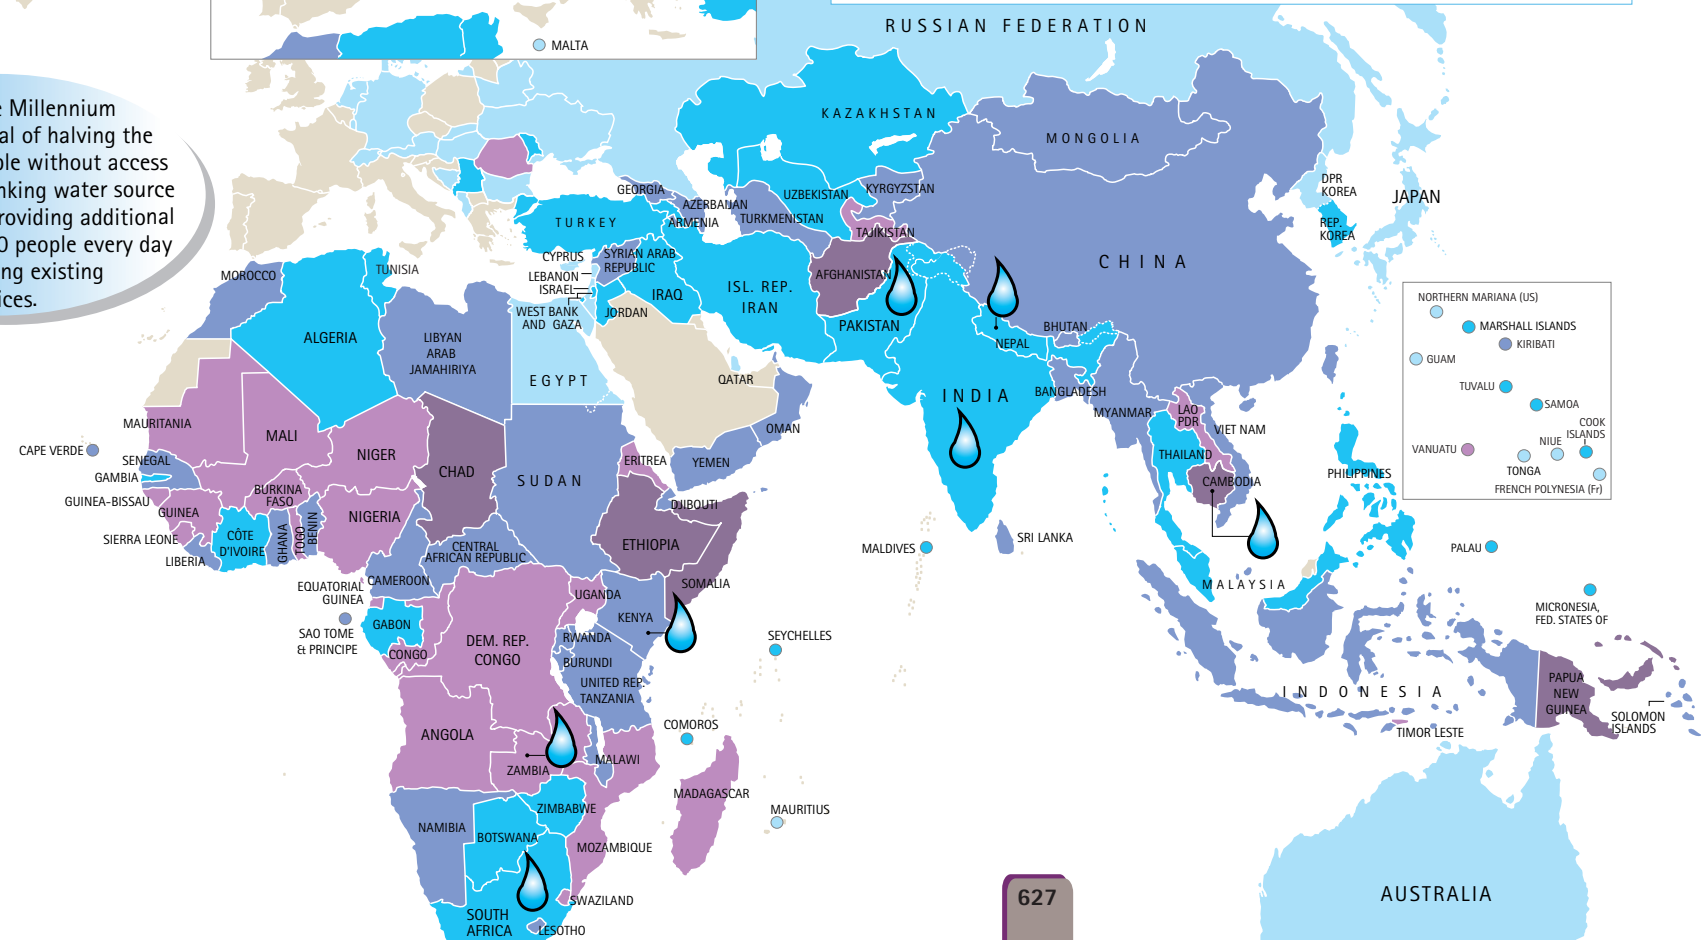 MALTA
RUSSIAN FEDERATION
Millennium
al of halving the
ple without access
nking water source
roviding additional
0 people every day
ng existing
ices.
KAZAKHSTAN
MONGOLIA
GEORGIA
AZERBAIJAN
ARMENIA
UZBEKISTAN
KYRGYZSTAN
TURKMENISTAN
TAJIKISTAN
DPR
KOREA
REP.
KOREA
JAPAN
TURKEY
CYPRUS
SYRIAN ARAB
REPUBLIC
LEBANON
ISRAEL
WEST BANK
AND GAZA
JORDAN
IRAQ
ISL. REP.
IRAN
AFGHANISTAN
PAKISTAN
CHINA
MOROCCO
TUNISIA
ALGERIA
LIBYAN
ARAB
JAMAHIRIYA
EGYPT
QATAR
OMAN
YEMEN
NEPAL
BHUTAN
INDIA
BANGLADESH
MYANMAR
LAO
PDR
VIET NAM
THAILAND
CAMBODIA
PHILIPPINES
NORTHERN MARIANA (US)
MARSHALL ISLANDS
KIRIBATI
GUAM
TUVALU
SAMOA
COOK
ISLANDS
NIUE
VANUATU
TONGA
FRENCH POLYNESIA (Fr)
MAURITANIA
MALI
NIGER
CHAD
SUDAN
ERITREA
DJIBOUTI
CAPE VERDE
SENEGAL
GAMBIA
GUINEA-BISSAU
GUINEA
SIERRA LEONE
LIBERIA
BURKINA
FASO
CÔTE
D'IVOIRE
GHANA
TOGO
BENIN
NIGERIA
CENTRAL
AFRICAN REPUBLIC
CAMEROON
ETHIOPIA
SOMALIA
EQUATORIAL
GUINEA
SAO TOME
& PRINCIPE
GABON
CONGO
DEM. REP.
CONGO
UGANDA
KENYA
RWANDA
BURUNDI
UNITED REP.
TANZANIA
MALDIVES
SRI LANKA
SEYCHELLES
MALAYSIA
PALAU
MICRONESIA,
FED. STATES OF
INDONESIA
PAPUA
NEW
GUINEA
SOLOMON
ISLANDS
TIMOR LESTE
ANGOLA
ZAMBIA
MALAWI
COMOROS
MADAGASCAR
MAURITIUS
NAMIBIA
BOTSWANA
ZIMBABWE
MOZAMBIQUE
SWAZILAND
SOUTH
AFRICA
LESOTHO
AUSTRALIA
627